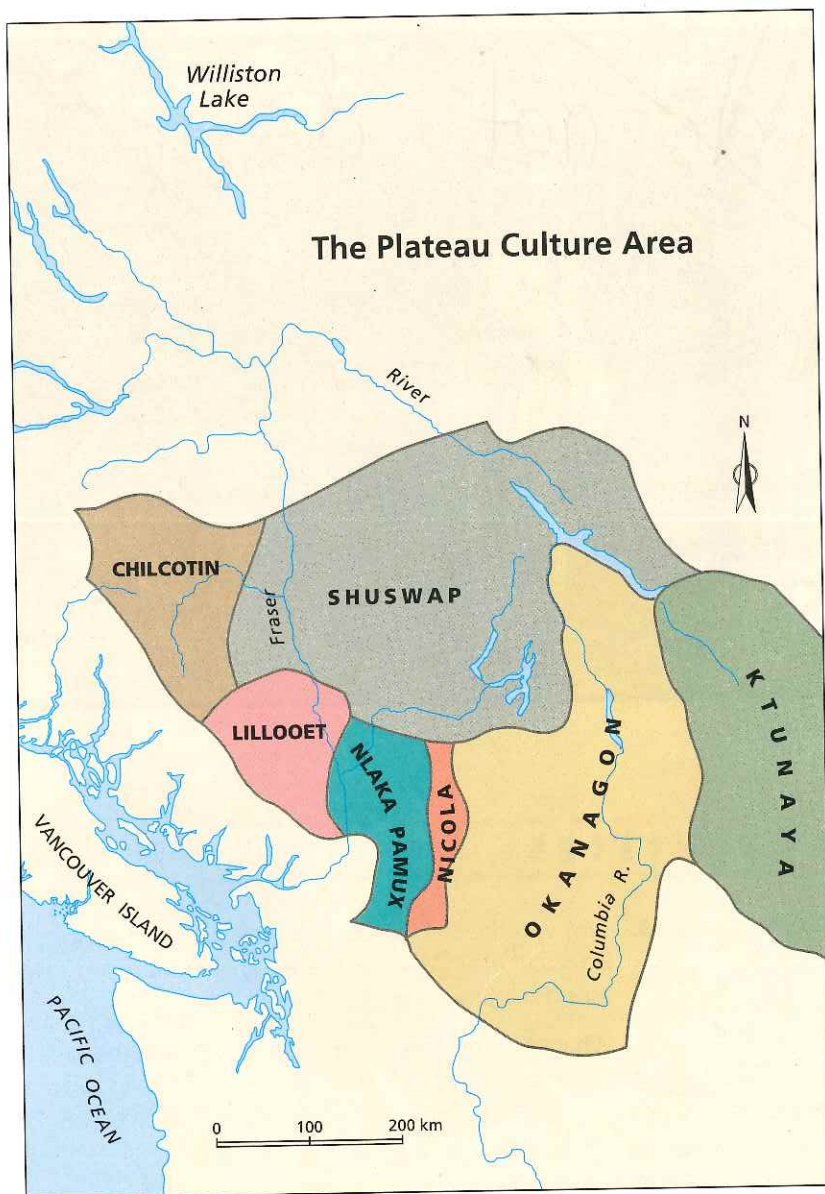 Williston
Lake
The Plateau Culture Area
River
N
CHILCOTIN
SHUSWAP
Fraser
LILLOOET
NLAKA PAMUX
NICOLA
OKANAGON
KTUNAYA
Columbia R.
VANCOUVER ISLAND
PACIFIC OCEAN
0 100 200 km